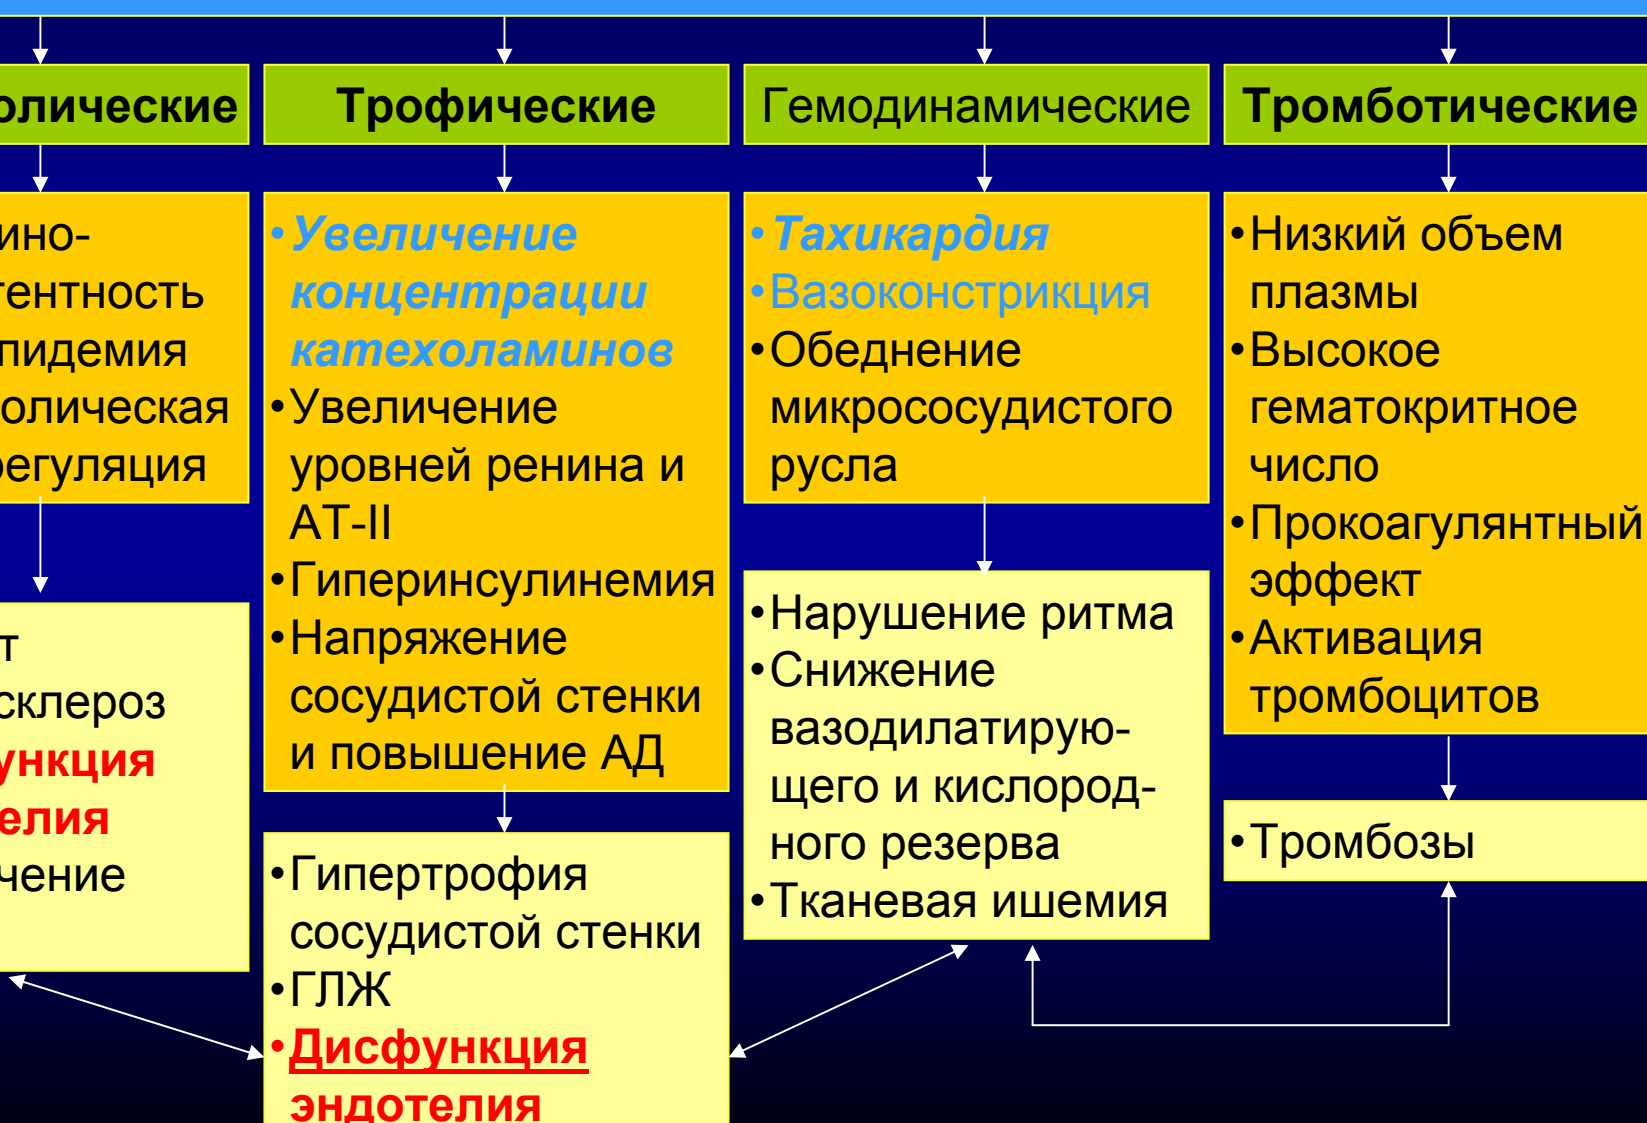 олические
ино-
тентность
пидемия
олическая
регуляция
т
склероз
ункция
елия
чение
Трофические
•Увеличение
концентрации
катехоламинов
•Увеличение
уровней ренина и
АТ-II
•Гиперинсулинемия
•Напряжение
сосудистой стенки
и повышение АД
•Гипертрофия
сосудистой стенки
•ГЛЖ
•Дисфункция
эндотелия
Гемодинамические
•Тахикардия
•Вазоконстрикция
•Обеднение
микрососудистого
русла
•Нарушение ритма
•Снижение
вазодилатирую-
щего и кислород-
ного резерва
•Тканевая ишемия
Тромботические
•Низкий объем
плазмы
•Высокое
гематокритное
число
•Прокоагулянтный
эффект
•Активация
тромбоцитов
•Тромбозы